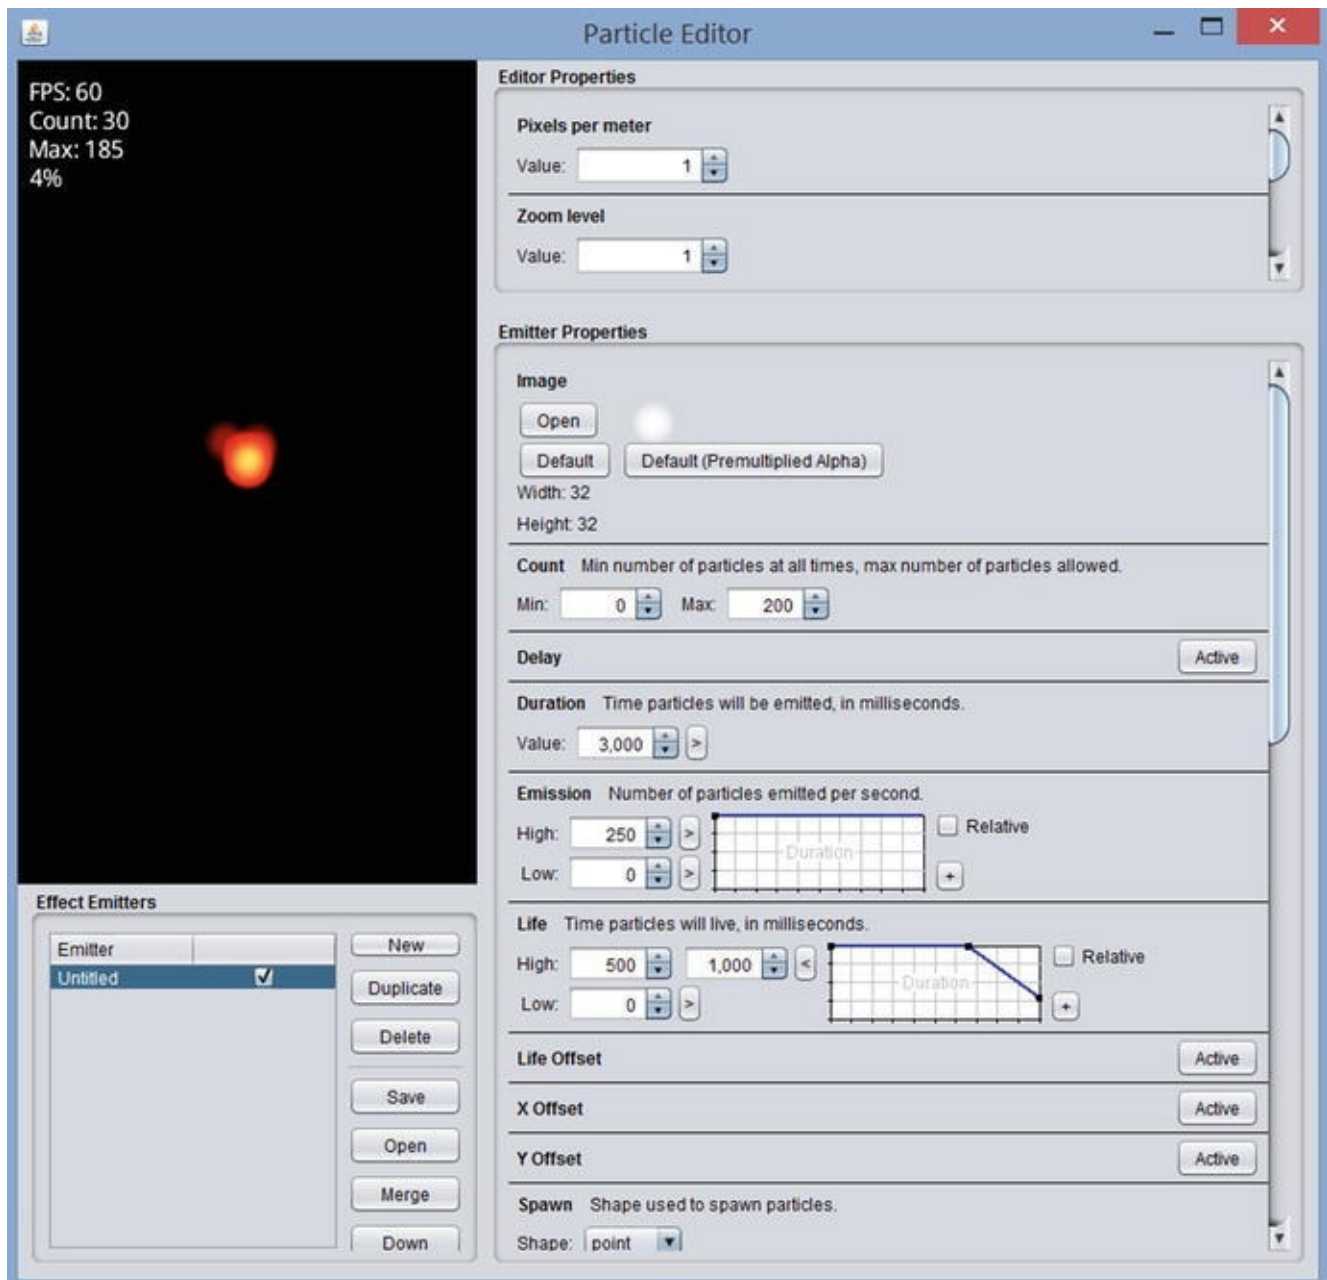 Particle Editor
FPS: 60
Count: 30
Max: 185
4%
Editor Properties
Pixels per meter
Value: 1
Zoom level
Value: 1
Emitter Properties
Image
Open
Default Default (Premultiplied Alpha)
Width: 32
Height: 32
Count Min number of particles at all times, max number of particles allowed.
Min: 0 Max: 200
Delay Active
Duration Time particles will be emitted, in milliseconds.
Value: 3,000 >
Emission Number of particles emitted per second.
High: 250 > Relative
Duration
Low: 0 > +
Life Time particles will live, in milliseconds.
High: 500 1,000 < Relative
Duration
Low: 0 > +
Life Offset Active
X Offset Active
Y Offset Active
Spawn Shape used to spawn particles.
Shape: point
Effect Emitters
Emitter
Untitled
New
Duplicate
Delete
Save
Open
Merge
Down